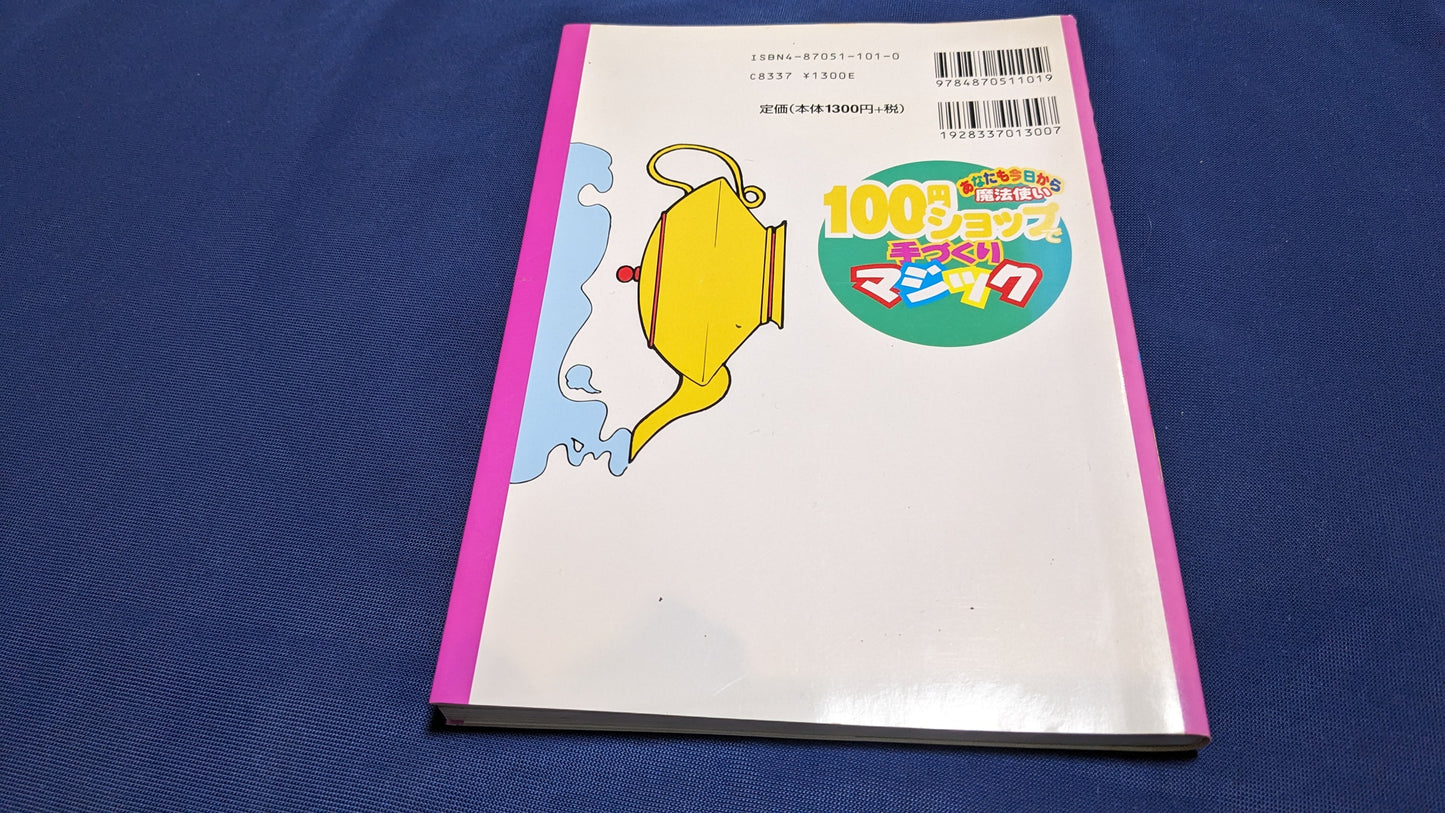 ISBN4-87051-101-0
C8337 ¥1300E
定価(本体1300円+税)
9784870511019
1928337013007
あなたも今日から
魔法使い
100円
ショップで
手づくり
マジック